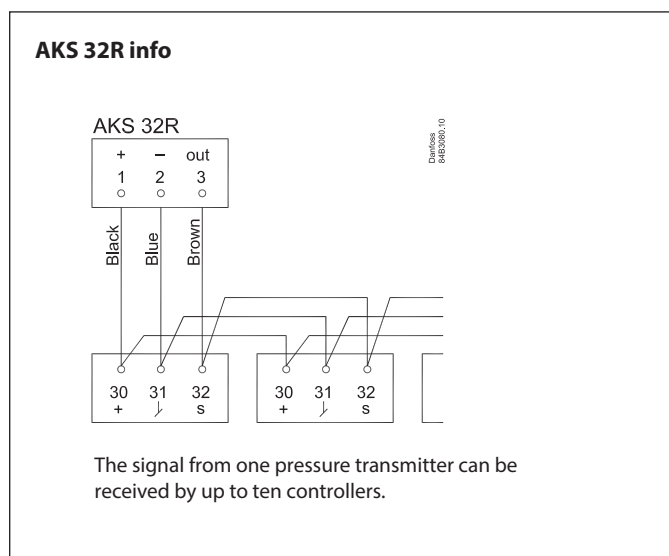 AKS 32R info
AKS 32R
+ – out
1 2 3
Black Blue Brown
Danfoss
84B3080.10
30 31 32
+ s
30 31 32
+ s
The signal from one pressure transmitter can be
received by up to ten controllers.